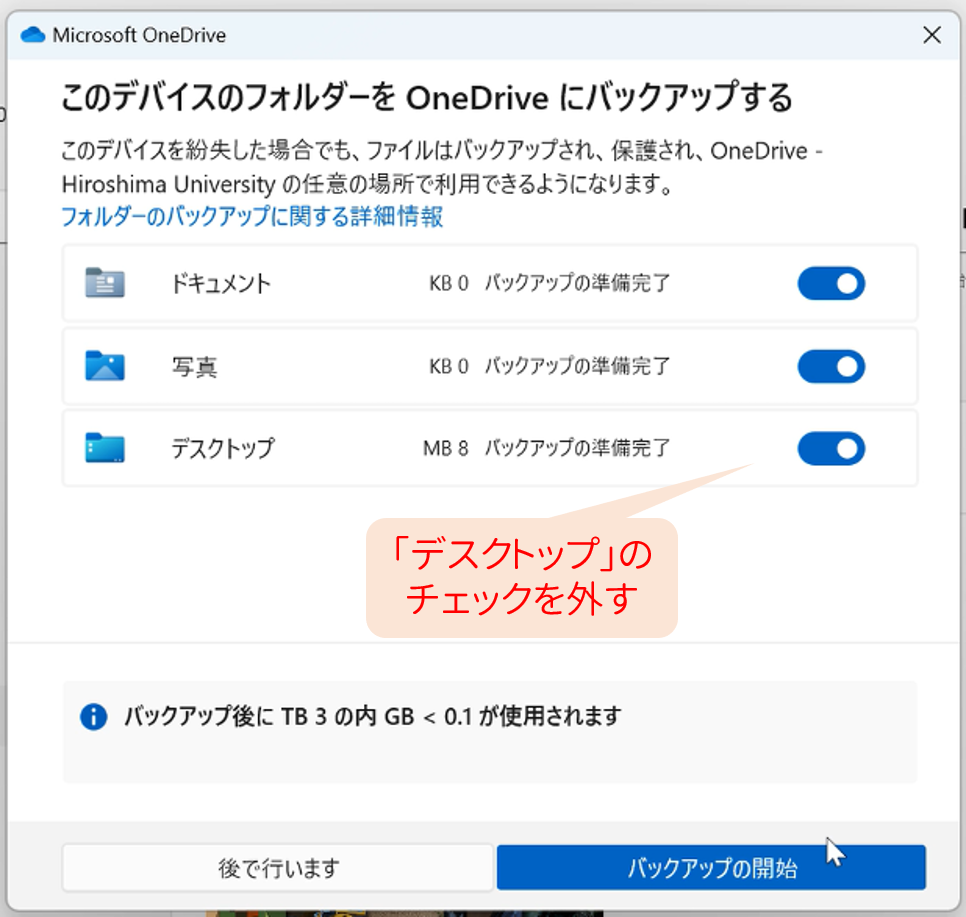 Microsoft OneDrive
このデバイスのフォルダーを OneDrive にバックアップする
このデバイスを紛失した場合でも、ファイルはバックアップされ、保護され、OneDrive -
Hiroshima University の任意の場所で利用できるようになります。
フォルダーのバックアップに関する詳細情報
ドキュメント KB 0 バックアップの準備完了
写真 KB 0 バックアップの準備完了
デスクトップ MB 8 バックアップの準備完了
「デスクトップ」の
チェックを外す
バックアップ後に TB 3 の内 GB < 0.1 が使用されます
後で行います バックアップの開始